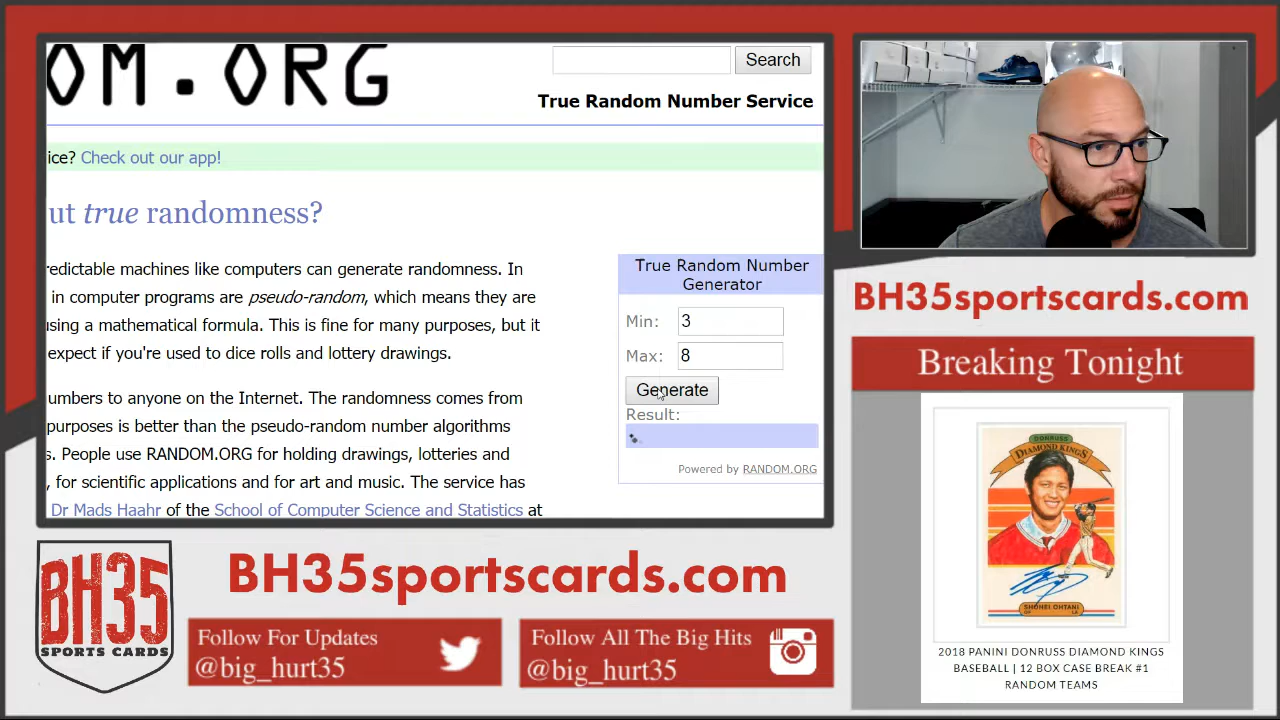 OM.ORG
Search
True Random Number Service
ice? Check out our app!
ut true randomness?
redictable machines like computers can generate randomness. In
in computer programs are pseudo-random, which means they are
using a mathematical formula. This is fine for many purposes, but it
expect if you're used to dice rolls and lottery drawings.
umbers to anyone on the Internet. The randomness comes from
purposes is better than the pseudo-random number algorithms
s. People use RANDOM.ORG for holding drawings, lotteries and
, for scientific applications and for art and music. The service has
Dr Mads Haahr of the School of Computer Science and Statistics at
True Random Number
Generator
Min: 3
Max: 8
Generate
Result:
Powered by RANDOM.ORG
BH35sportscards.com
Breaking Tonight
DONRUSS
DIAMOND KINGS
SHOHEI OHTANI
2018 PANINI DONRUSS DIAMOND KINGS
BASEBALL | 12 BOX CASE BREAK #1
RANDOM TEAMS
BH35
SPORTS CARDS
BH35sportscards.com
Follow For Updates
@big_hurt35
Follow All The Big Hits
@big_hurt35